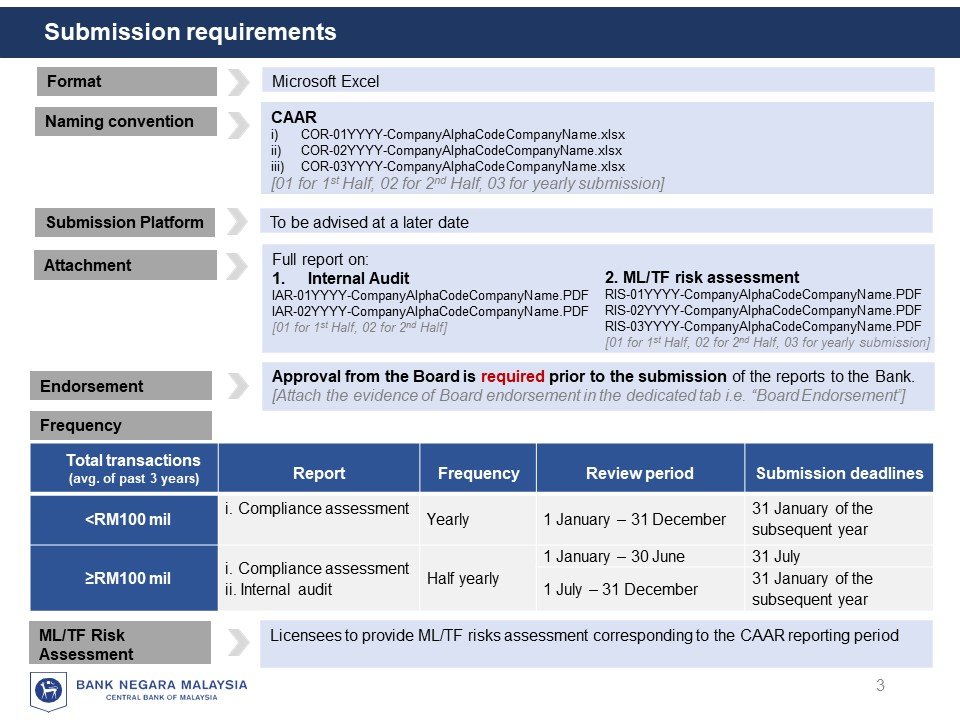 Submission requirements
Format
Microsoft Excel
Naming convention
CAAR
i) COR-01YYYY-CompanyAlphaCodeCompanyName.xlsx
ii) COR-02YYYY-CompanyAlphaCodeCompanyName.xlsx
iii) COR-03YYYY-CompanyAlphaCodeCompanyName.xlsx
[01 for 1st Half, 02 for 2nd Half, 03 for yearly submission]
Submission Platform
To be advised at a later date
Attachment
Full report on:
1. Internal Audit
IAR-01YYYY-CompanyAlphaCodeCompanyName.PDF
IAR-02YYYY-CompanyAlphaCodeCompanyName.PDF
[01 for 1st Half, 02 for 2nd Half]
2. ML/TF risk assessment
RIS-01YYYY-CompanyAlphaCodeCompanyName.PDF
RIS-02YYYY-CompanyAlphaCodeCompanyName.PDF
RIS-03YYYY-CompanyAlphaCodeCompanyName.PDF
[01 for 1st Half, 02 for 2nd Half, 03 for yearly submission]
Endorsement
Approval from the Board is required prior to the submission of the reports to the Bank.
[Attach the evidence of Board endorsement in the dedicated tab i.e. “Board Endorsement”]
Frequency
Total transactions
(avg. of past 3 years)
Report
Frequency
Review period
Submission deadlines
<RM100 mil
i. Compliance assessment
Yearly
1 January – 31 December
31 January of the
subsequent year
≥RM100 mil
i. Compliance assessment
ii. Internal audit
Half yearly
1 January – 30 June
31 July
1 July – 31 December
31 January of the
subsequent year
ML/TF Risk
Assessment
Licensees to provide ML/TF risks assessment corresponding to the CAAR reporting period
BANK NEGARA MALAYSIA
CENTRAL BANK OF MALAYSIA
3